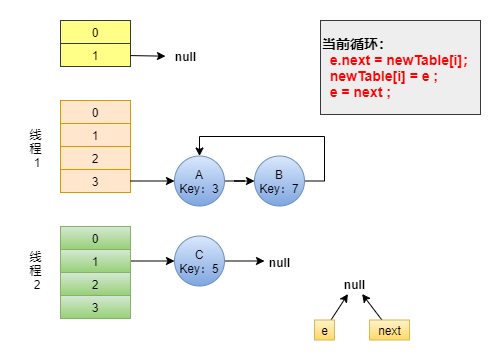 0
1
null
当前循环：
e.next = newTable[i];
newTable[i] = e ;
e = next ;
线程1
0
1
2
3
A
Key：3
B
Key：7
线程2
0
1
2
3
C
Key：5
null
null
e
next